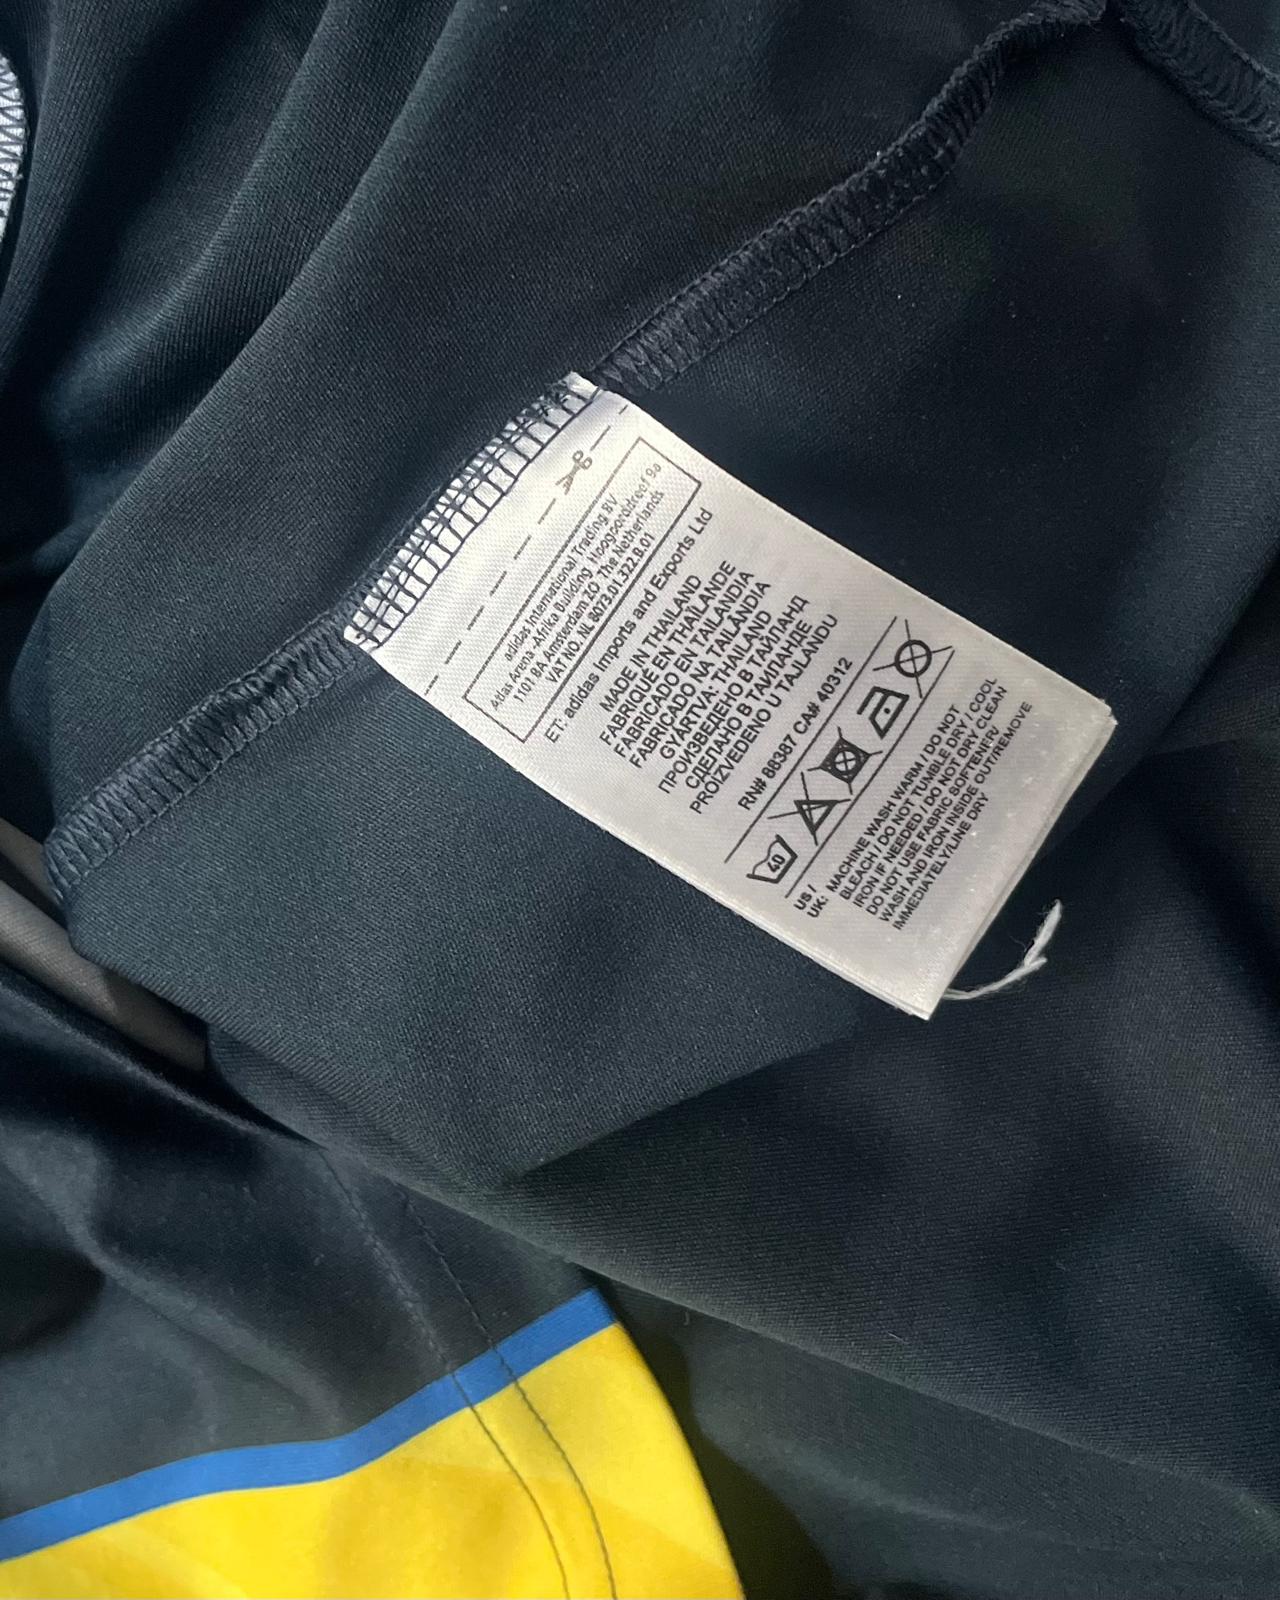 adidas International Trading BV
Atlas Arena -Afrika Building Hoogoorddreef 9a
1101 BA Amsterdam ZO The Netherlands
VAT NO. NL 8073.01.322.B.01
ET: adidas Imports and Exports Ltd
MADE IN THAILAND
FABRIQUÉ EN THAÏLANDE
FABRICADO EN TAILANDIA
FABRICADO NA TAILÂNDIA
GYÁRTVA: THAILAND
ПРОИЗВЕДЕНО В ТАЙЛАНД
СДЕЛАНО В ТАИЛАНДЕ
PROIZVEDENO U TAJLANDU
RN# 88387 CA# 40312
40
US /
UK: MACHINE WASH WARM / DO NOT
BLEACH / DO NOT TUMBLE DRY / COOL
IRON IF NEEDED / DO NOT DRY CLEAN
DO NOT USE FABRIC SOFTENER/
WASH AND IRON INSIDE OUT/REMOVE
IMMEDIATELY/LINE DRY